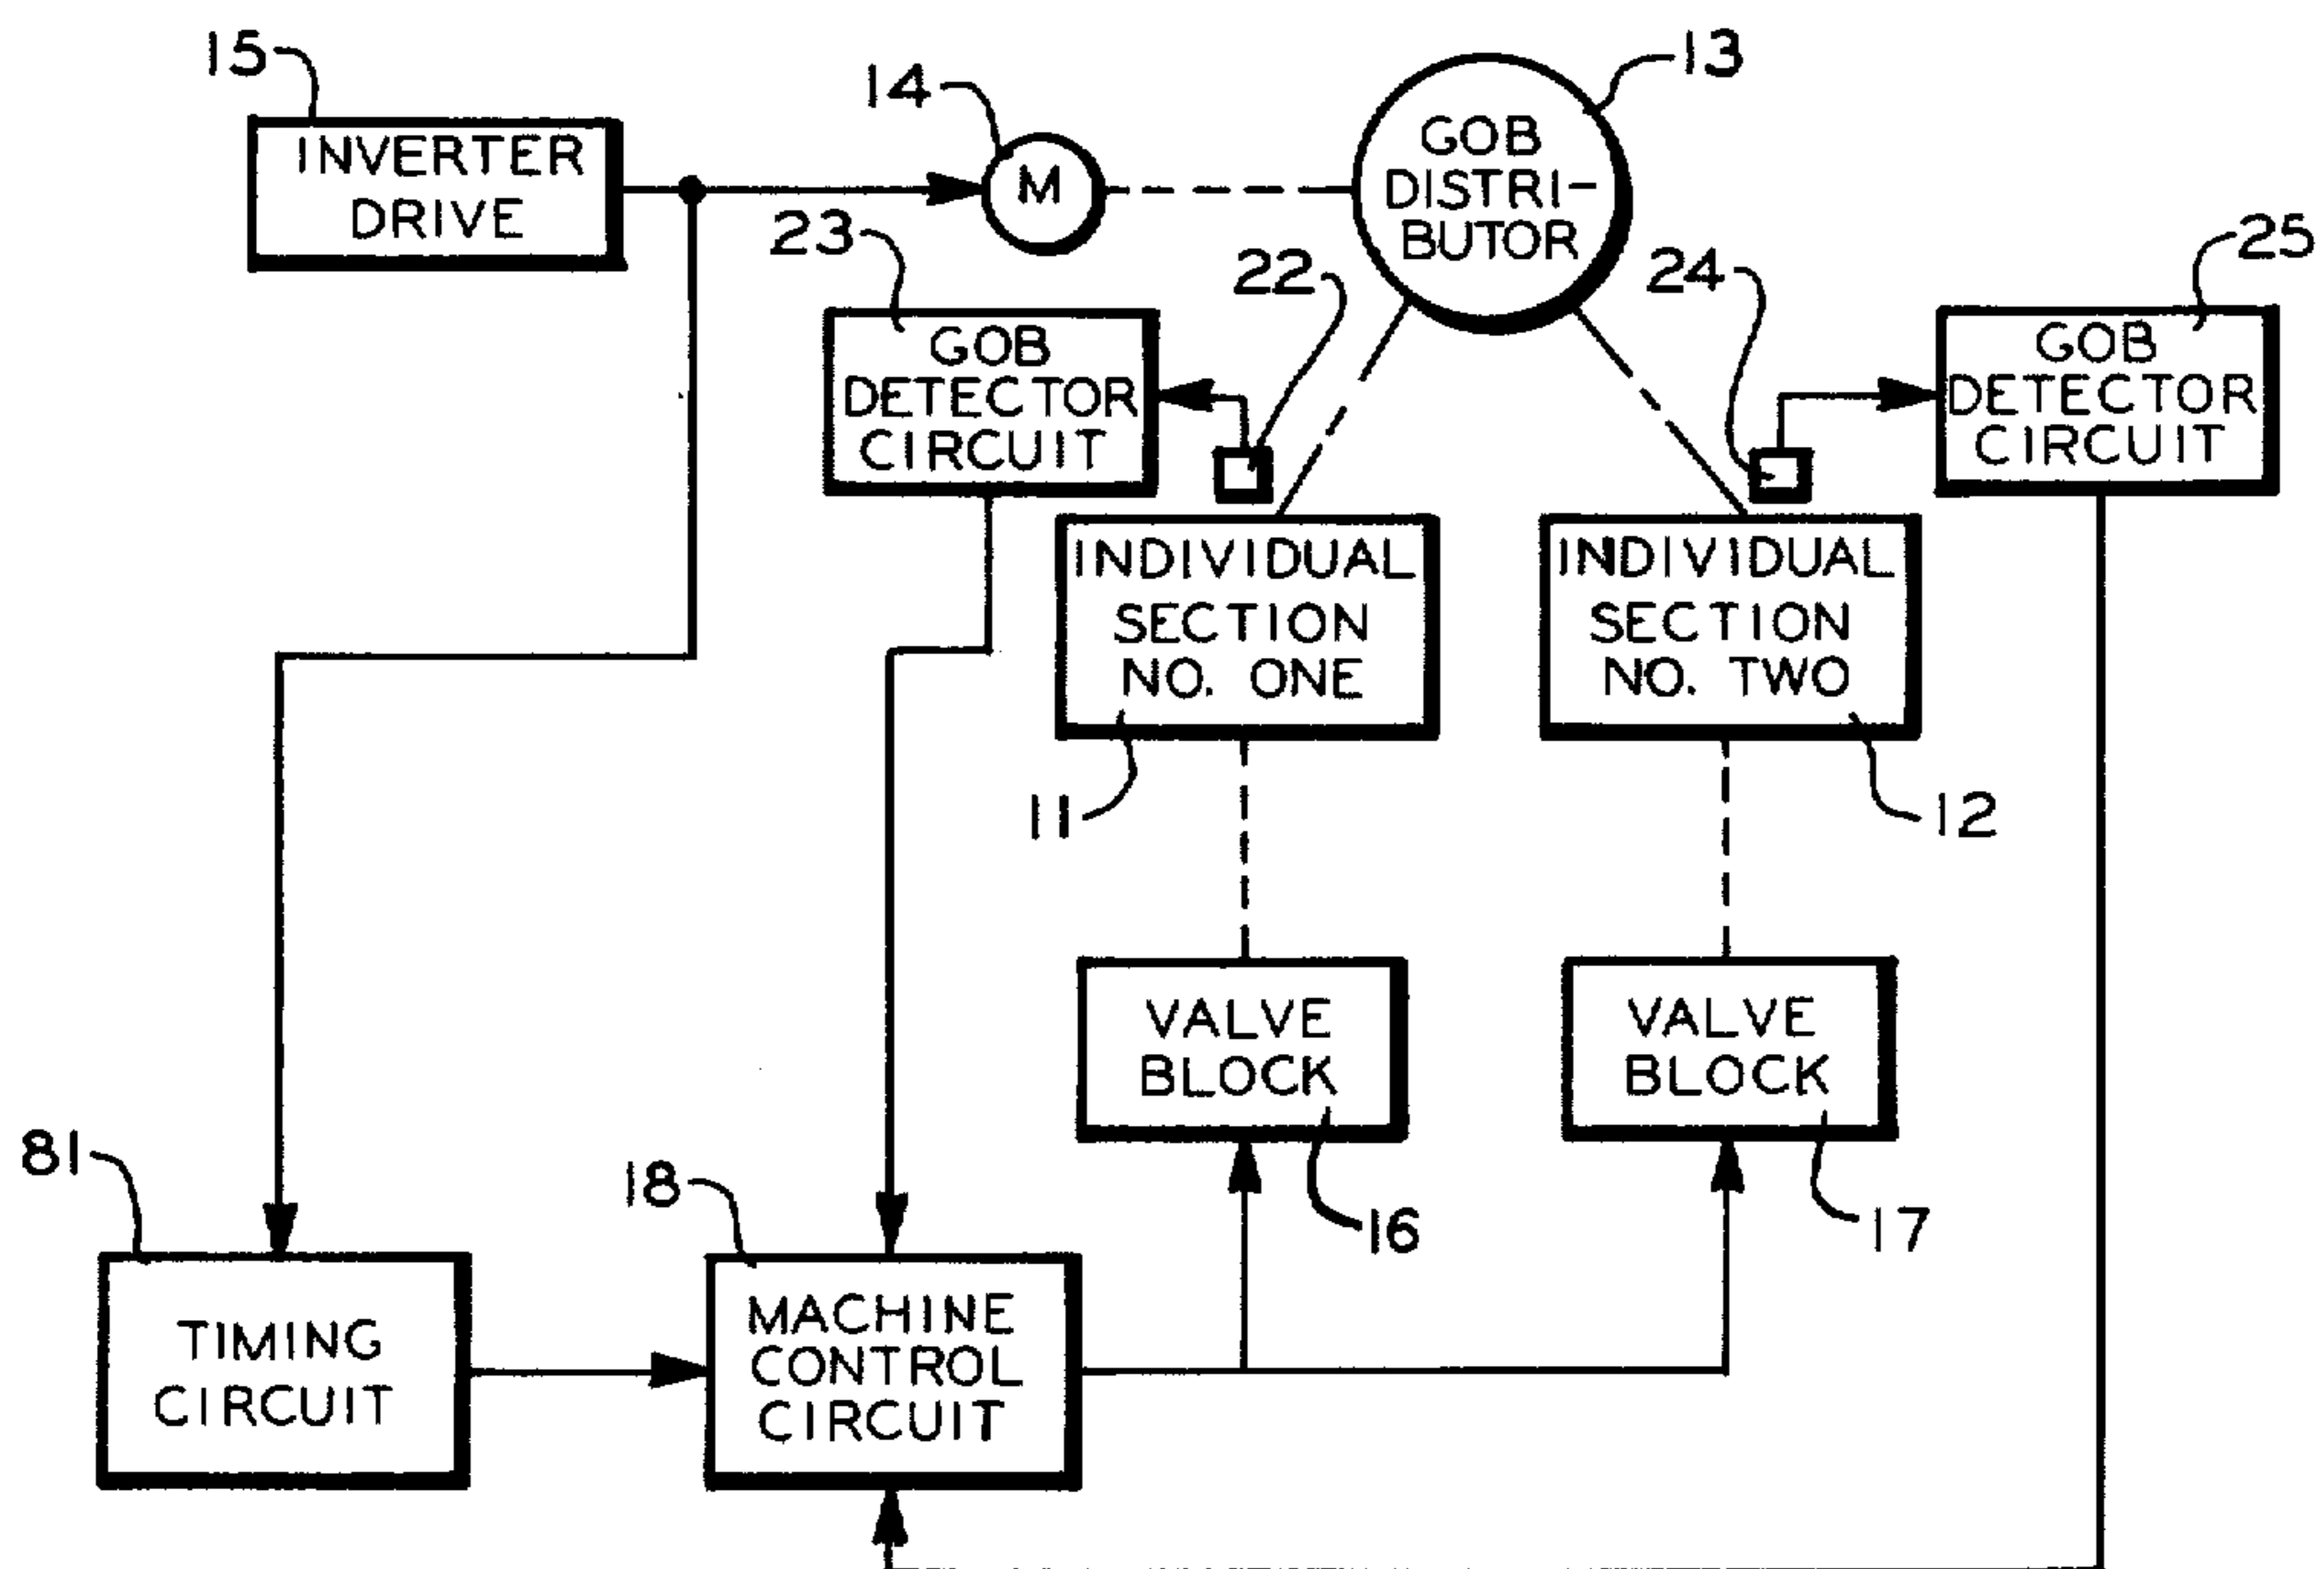 15
INVERTER
DRIVE
14
M
13
GOB
DISTRI-
BUTOR
23
GOB
DETECTOR
CIRCUIT
22
24
25
GOB
DETECTOR
CIRCUIT
INDIVIDUAL
SECTION
NO. ONE
11
INDIVIDUAL
SECTION
NO. TWO
12
VALVE
BLOCK
16
VALVE
BLOCK
17
81
TIMING
CIRCUIT
18
MACHINE
CONTROL
CIRCUIT